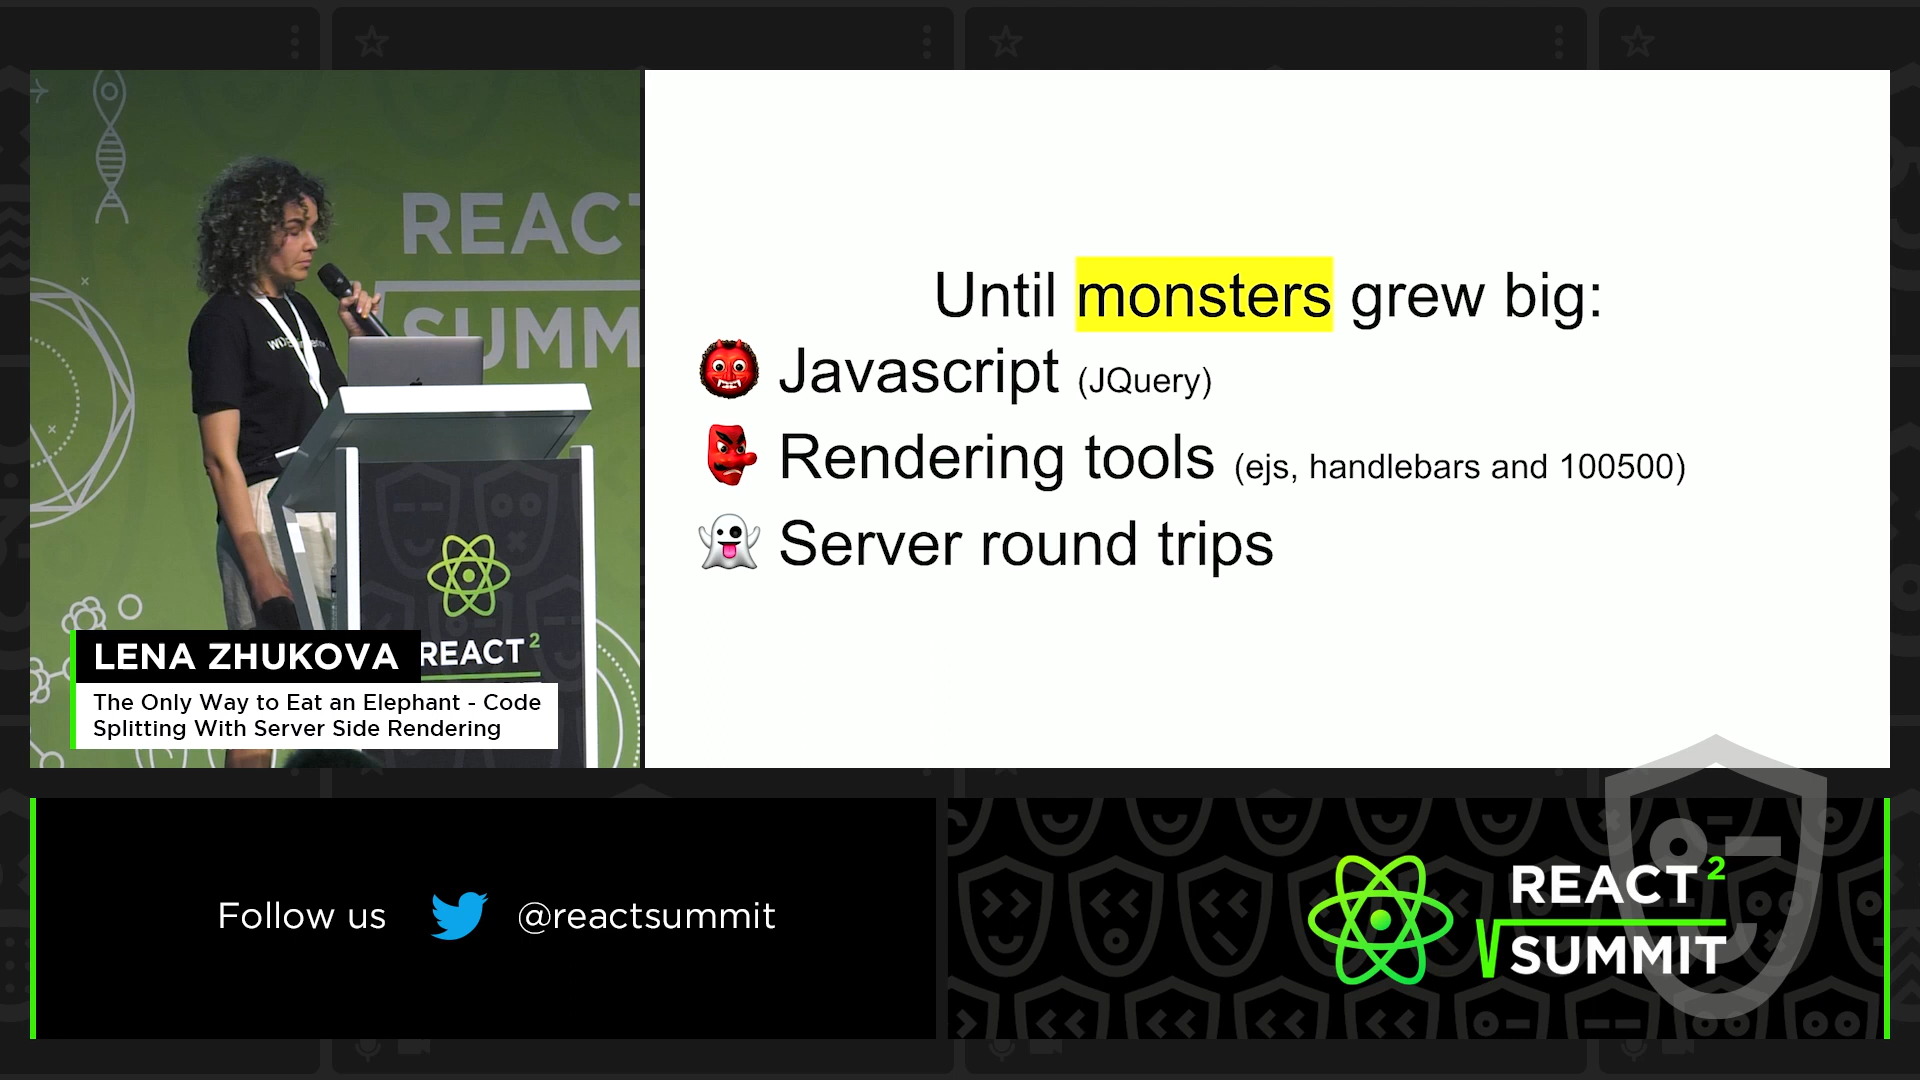 REACT
SUMM
REACT 2
LENA ZHUKOVA
The Only Way to Eat an Elephant - Code
Splitting With Server Side Rendering
Until monsters grew big:
Javascript (JQuery)
Rendering tools (ejs, handlebars and 100500)
Server round trips
Follow us @reactsummit
REACT 2
SUMMIT